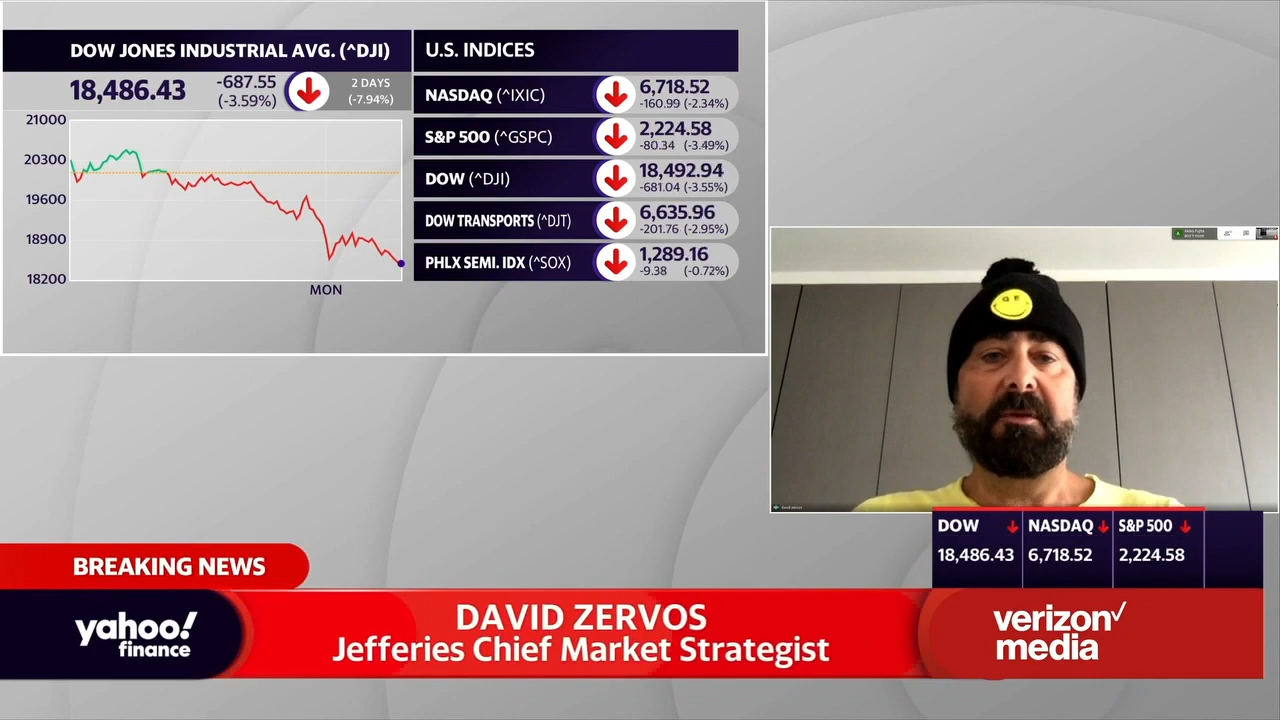 DOW JONES INDUSTRIAL AVG. (^DJI)
18,486.43
-687.55
(-3.59%)
2 DAYS
(-7.94%)
21000
20300
19600
18900
18200
MON
U.S. INDICES
NASDAQ (^IXIC)
6,718.52
-160.99 (-2.34%)
S&P 500 (^GSPC)
2,224.58
-80.34 (-3.49%)
DOW (^DJI)
18,492.94
-681.04 (-3.55%)
DOW TRANSPORTS (^DJT)
6,635.96
-201.76 (-2.95%)
PHLX SEMI. IDX (^SOX)
1,289.16
-9.38 (-0.72%)
DOW
NASDAQ
S&P 500
18,486.43
6,718.52
2,224.58
BREAKING NEWS
yahoo!
finance
DAVID ZERVOS
Jefferies Chief Market Strategist
verizon
media